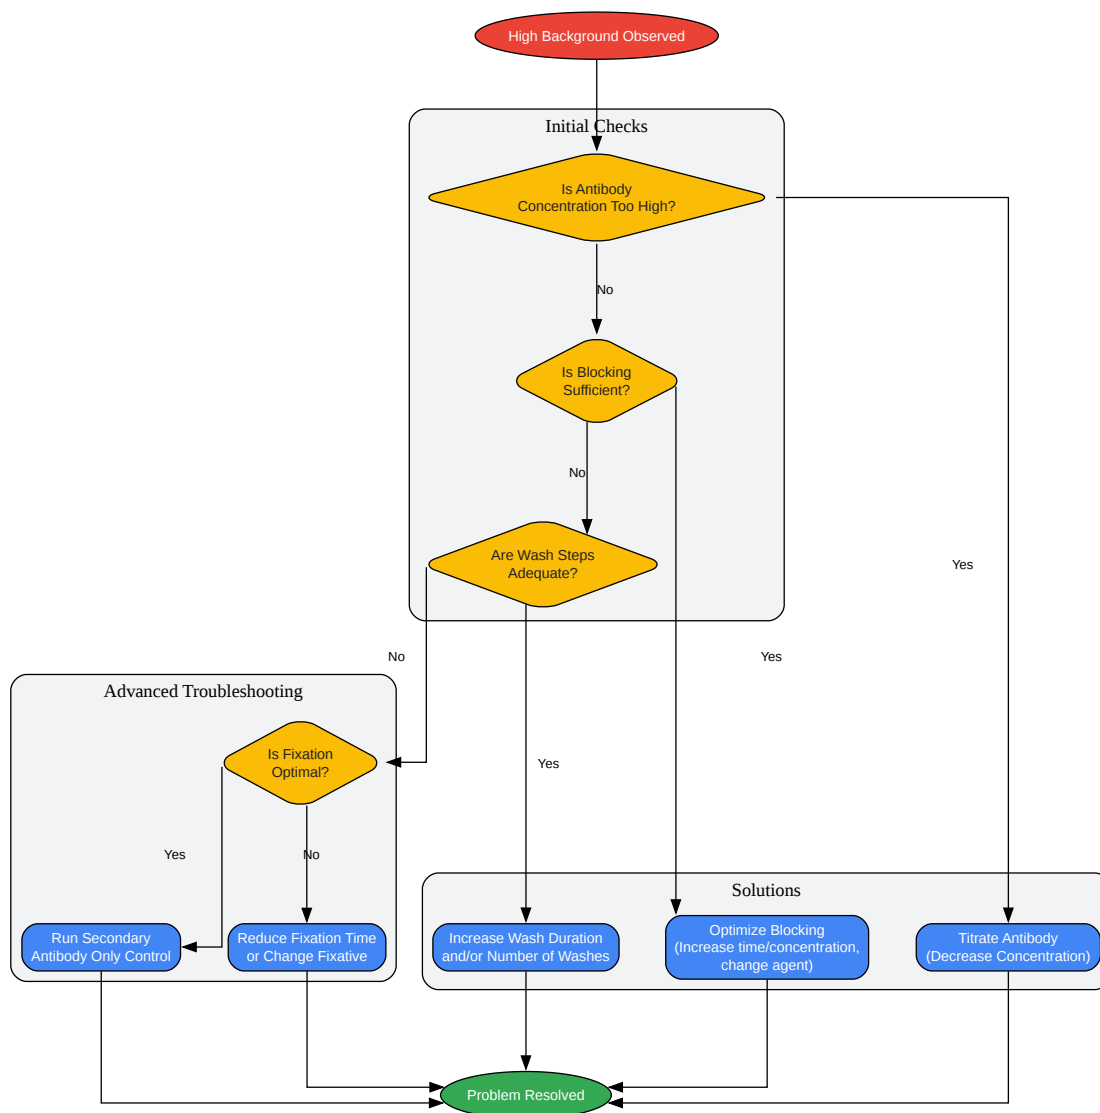 High Background Observed
Initial Checks
Is Antibody
Concentration Too High?
No
Is Blocking
Sufficient?
No
Are Wash Steps
Adequate?
Yes
No
Yes
Advanced Troubleshooting
Is Fixation
Optimal?
Yes
Yes
No
Solutions
Run Secondary
Antibody Only Control
Reduce Fixation Time
or Change Fixative
Increase Wash Duration
and/or Number of Washes
Optimize Blocking
(Increase time/concentration,
change agent)
Titrate Antibody
(Decrease Concentration)
Problem Resolved